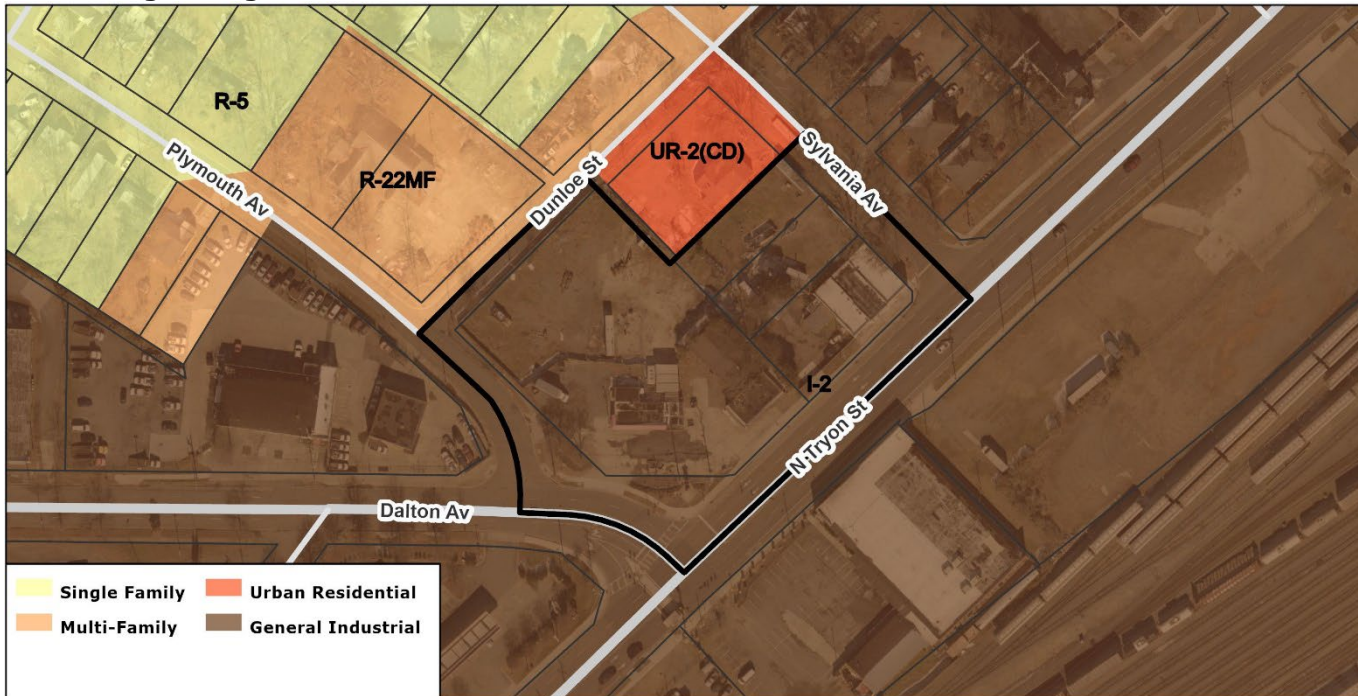 R-5
UR-2(CD)
Sylvania Av
Plymouth Av
R-22MF
Dunloe St
I-2
N Tryon St
Dalton Av
Single Family
Urban Residential
Multi-Family
General Industrial